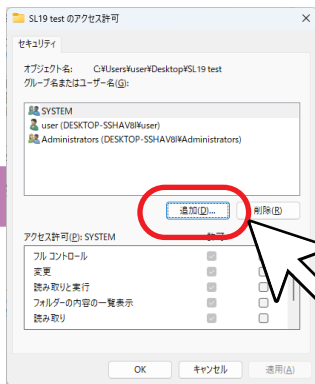 SL19 test のアクセス許可
セキュリティ
オブジェクト名: C:¥Users¥user¥Desktop¥SL19 test
グループ名またはユーザー名(G):
SYSTEM
user (DESKTOP-SSHAV8I¥user)
Administrators (DESKTOP-SSHAV8I¥Administrators)
追加(D)... 削除(R)
アクセス許可(P): SYSTEM 許可
フル コントロール
変更
読み取りと実行
フォルダーの内容の一覧表示
読み取り
OK キャンセル 適用(A)